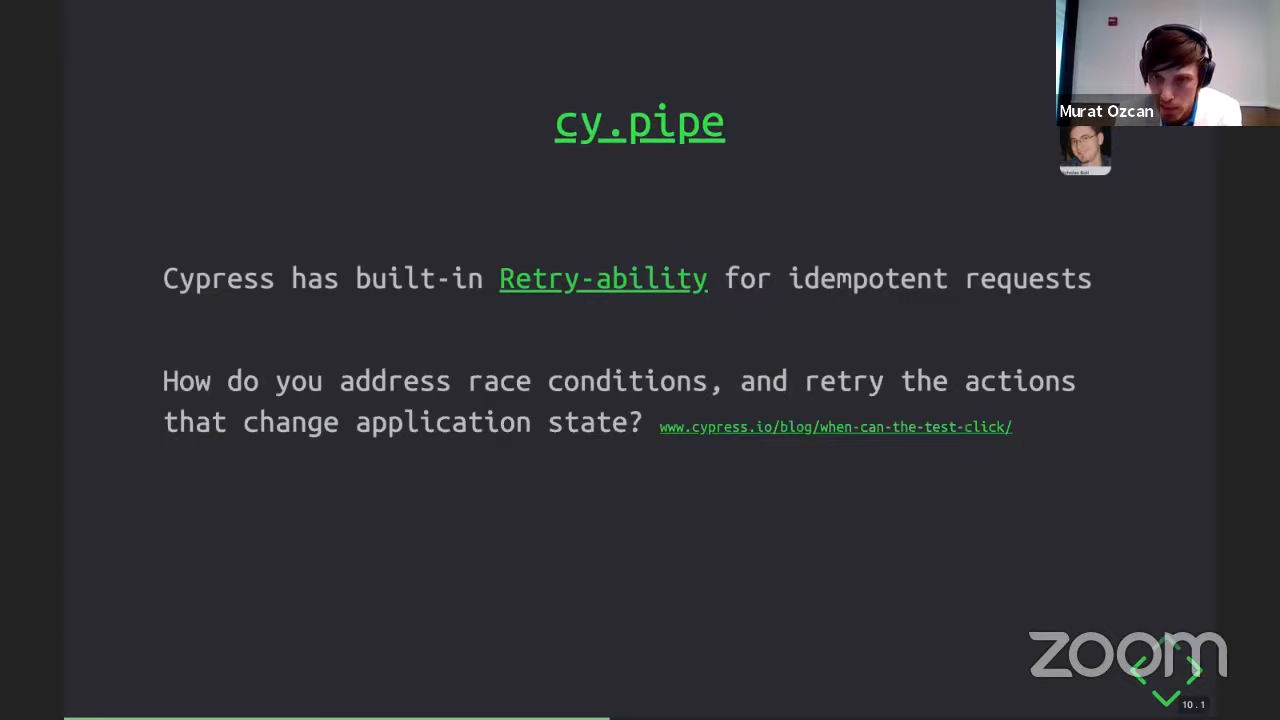 cy.pipe
Murat Ozcan
Cypress has built-in Retry-ability for idempotent requests
How do you address race conditions, and retry the actions
that change application state? www.cypress.io/blog/when-can-the-test-click/
zoom
10.1